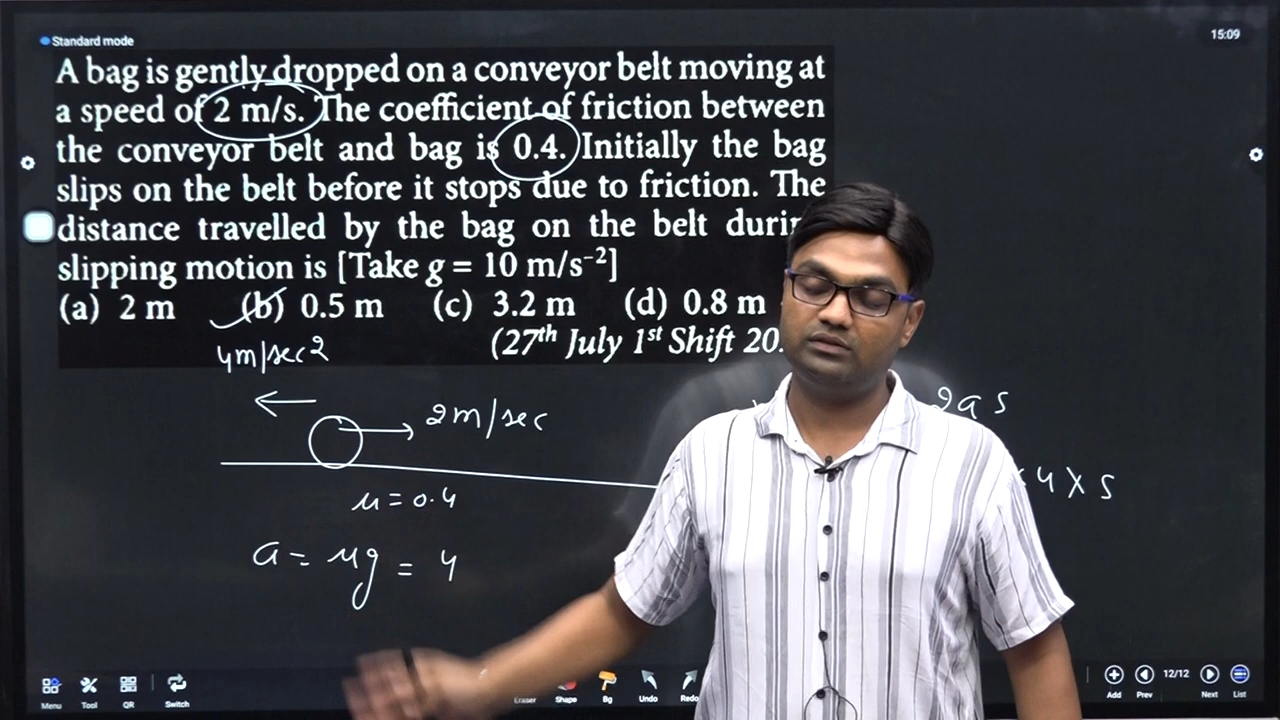 Standard mode
15:09
A bag is gently dropped on a conveyor belt moving at
a speed of 2 m/s. The coefficient of friction between
the conveyor belt and bag is 0.4. Initially the bag
slips on the belt before it stops due to friction. The
distance travelled by the bag on the belt
slipping motion is [Take g = 10 m/s⁻²]
(a) 2 m (b) 0.5 m (c) 3.2 m (d) 0.8 m
(27th July 1st Shift
4m/sec2
2m/sec
2as
μ = 0.4
4 x s
a = μg = 4
Menu Tool QR Switch Eraser Shape Bg Undo Redo Add Prev 12/12 Next List